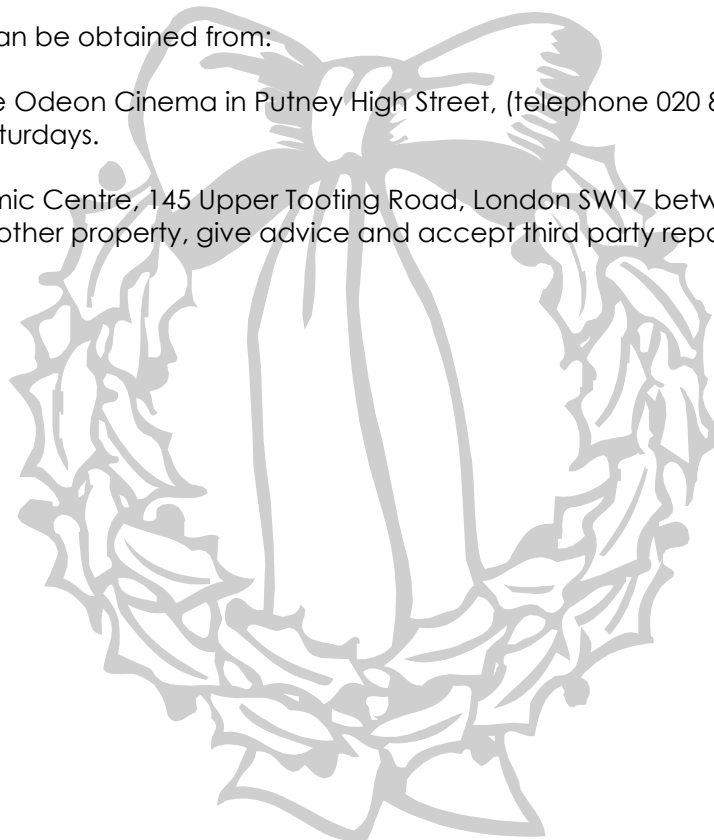 an be obtained from:
e Odeon Cinema in Putney High Street, (telephone 020 8
turdays.
mic Centre, 145 Upper Tooting Road, London SW17 betw
other property, give advice and accept third party repo